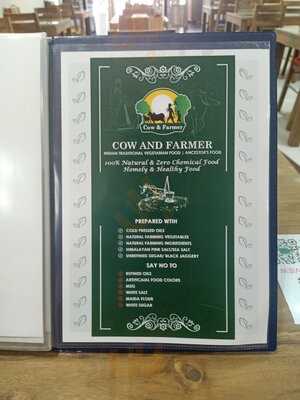 Cow & Farmer
COW AND FARMER
INDIAN TRADITIONAL VEGETARIAN FOOD | ANCESTOR'S FOOD
100% Natural & Zero Chemical Food
Homely & Healthy Food
PREPARED WITH
COLD PRESSED OILS
NATURAL FARMING VEGETABLES
NATURAL FARMING INGREDIENTS
HIMALAYAN PINK SALT/SEA SALT
UNREFINED SUGAR/ BLACK JAGGERY
SAY NO TO
REFINED OILS
ARTIFICIAL FOOD COLORS
MSG
WHITE SALT
MAIDA FLOUR
WHITE SUGAR